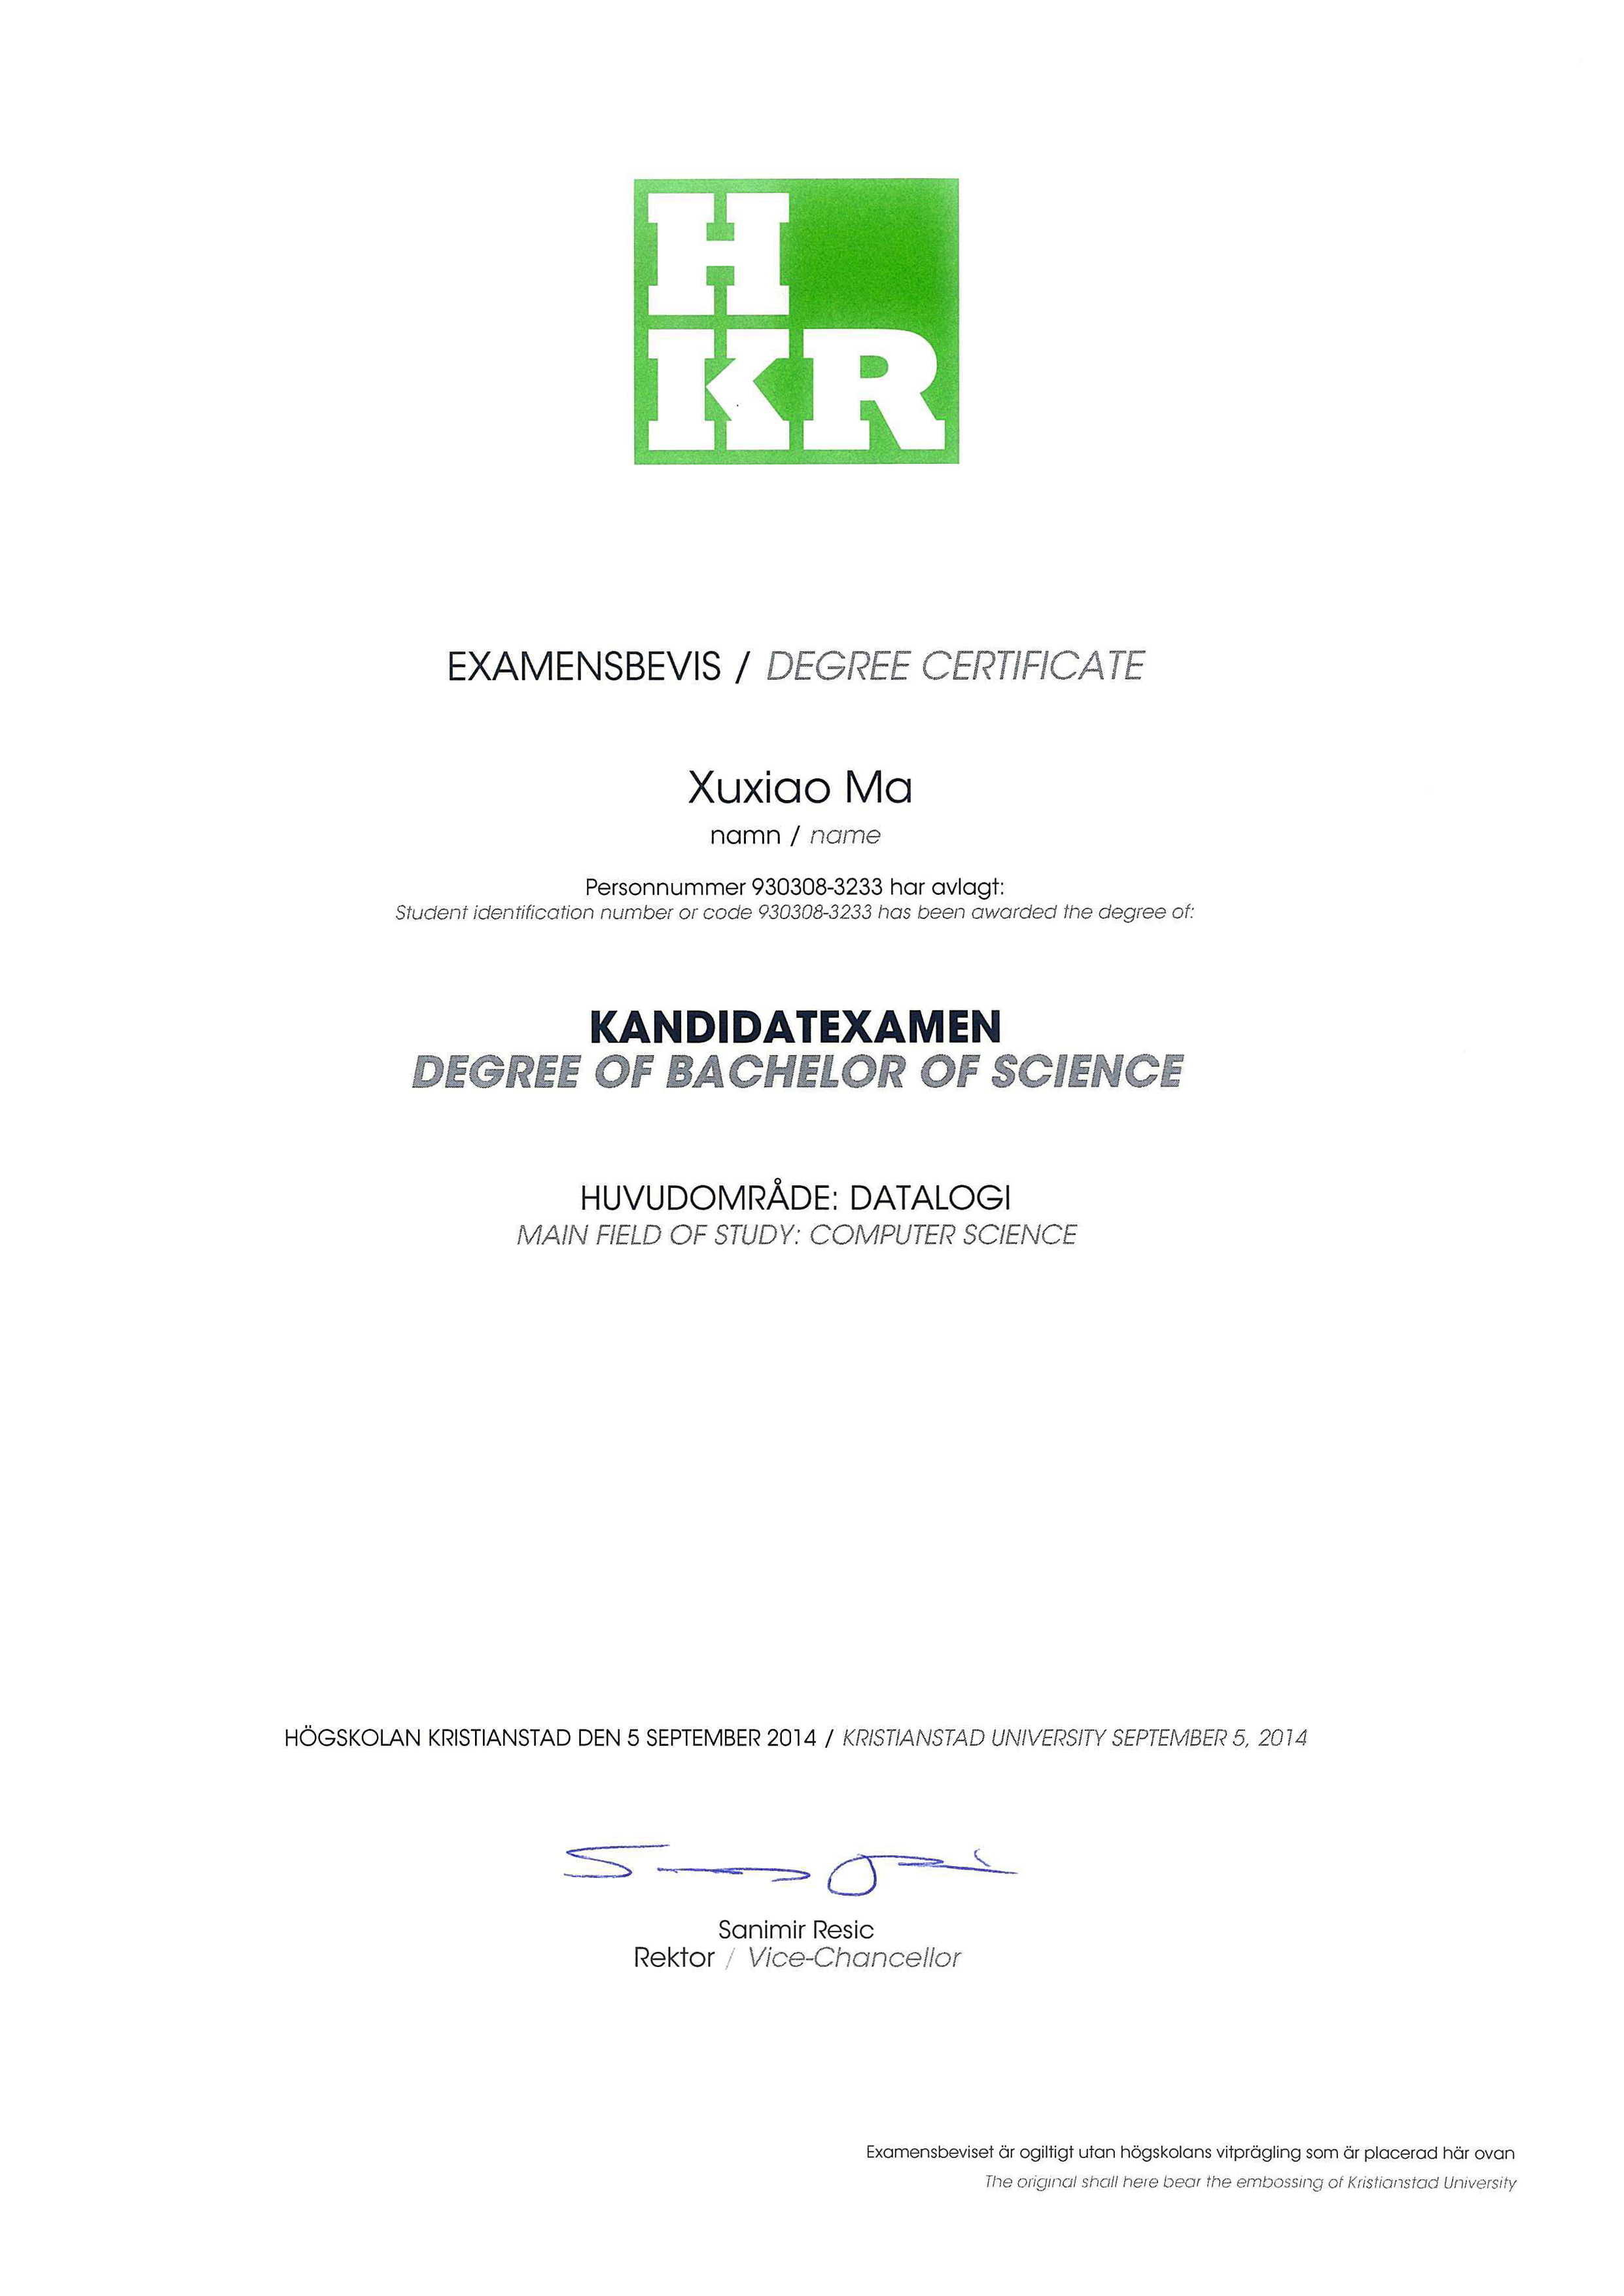 H
KR
EXAMENSBEVIS / DEGREE CERTIFICATE
Xuxiao Ma
namn / name
Personnummer 930308-3233 har avlagt:
Student identification number or code 930308-3233 has been awarded the degree of:
KANDIDATEXAMEN
DEGREE OF BACHELOR OF SCIENCE
HUVUDOMRÅDE: DATALOGI
MAIN FIELD OF STUDY: COMPUTER SCIENCE
HÖGSKOLAN KRISTIANSTAD DEN 5 SEPTEMBER 2014 / KRISTIANSTAD UNIVERSITY SEPTEMBER 5, 2014
Sanimir Resic
Rektor / Vice-Chancellor
Examensbeviset är ogiltigt utan högskolans vitprägling som är placerad här ovan
The original shall here bear the embossing of Kristianstad University